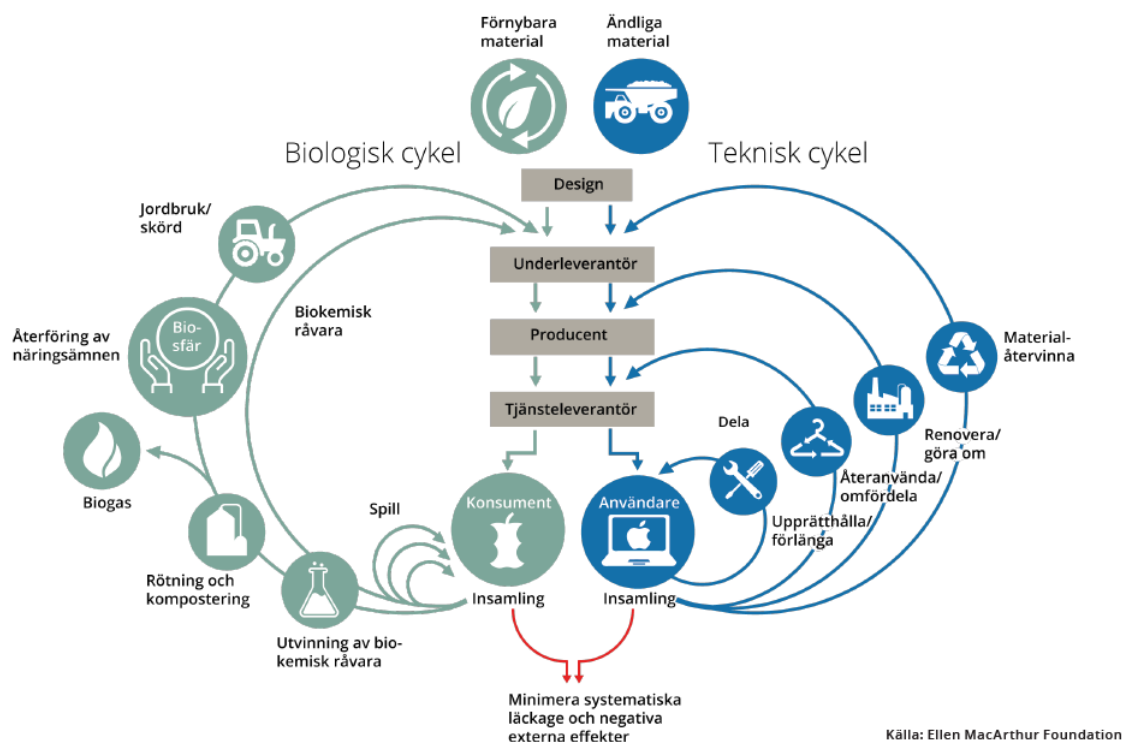 Förnybara
material
Ändliga
material
Biologisk cykel
Teknisk cykel
Design
Jordbruk/
skörd
Underleverantör
Biokemisk
råvara
Återföring av
näringsämnen
Bio-
sfär
Producent
Material-
återvinna
Tjänsteleverantör
Dela
Renovera/
göra om
Återanvända/
omfördela
Biogas
Spill
Konsument
Användare
Upprätthålla/
förlänga
Rötning och
kompostering
Insamling
Insamling
Utvinning av bio-
kemisk råvara
Minimera systematiska
läckage och negativa
externa effekter
Källa: Ellen MacArthur Foundation